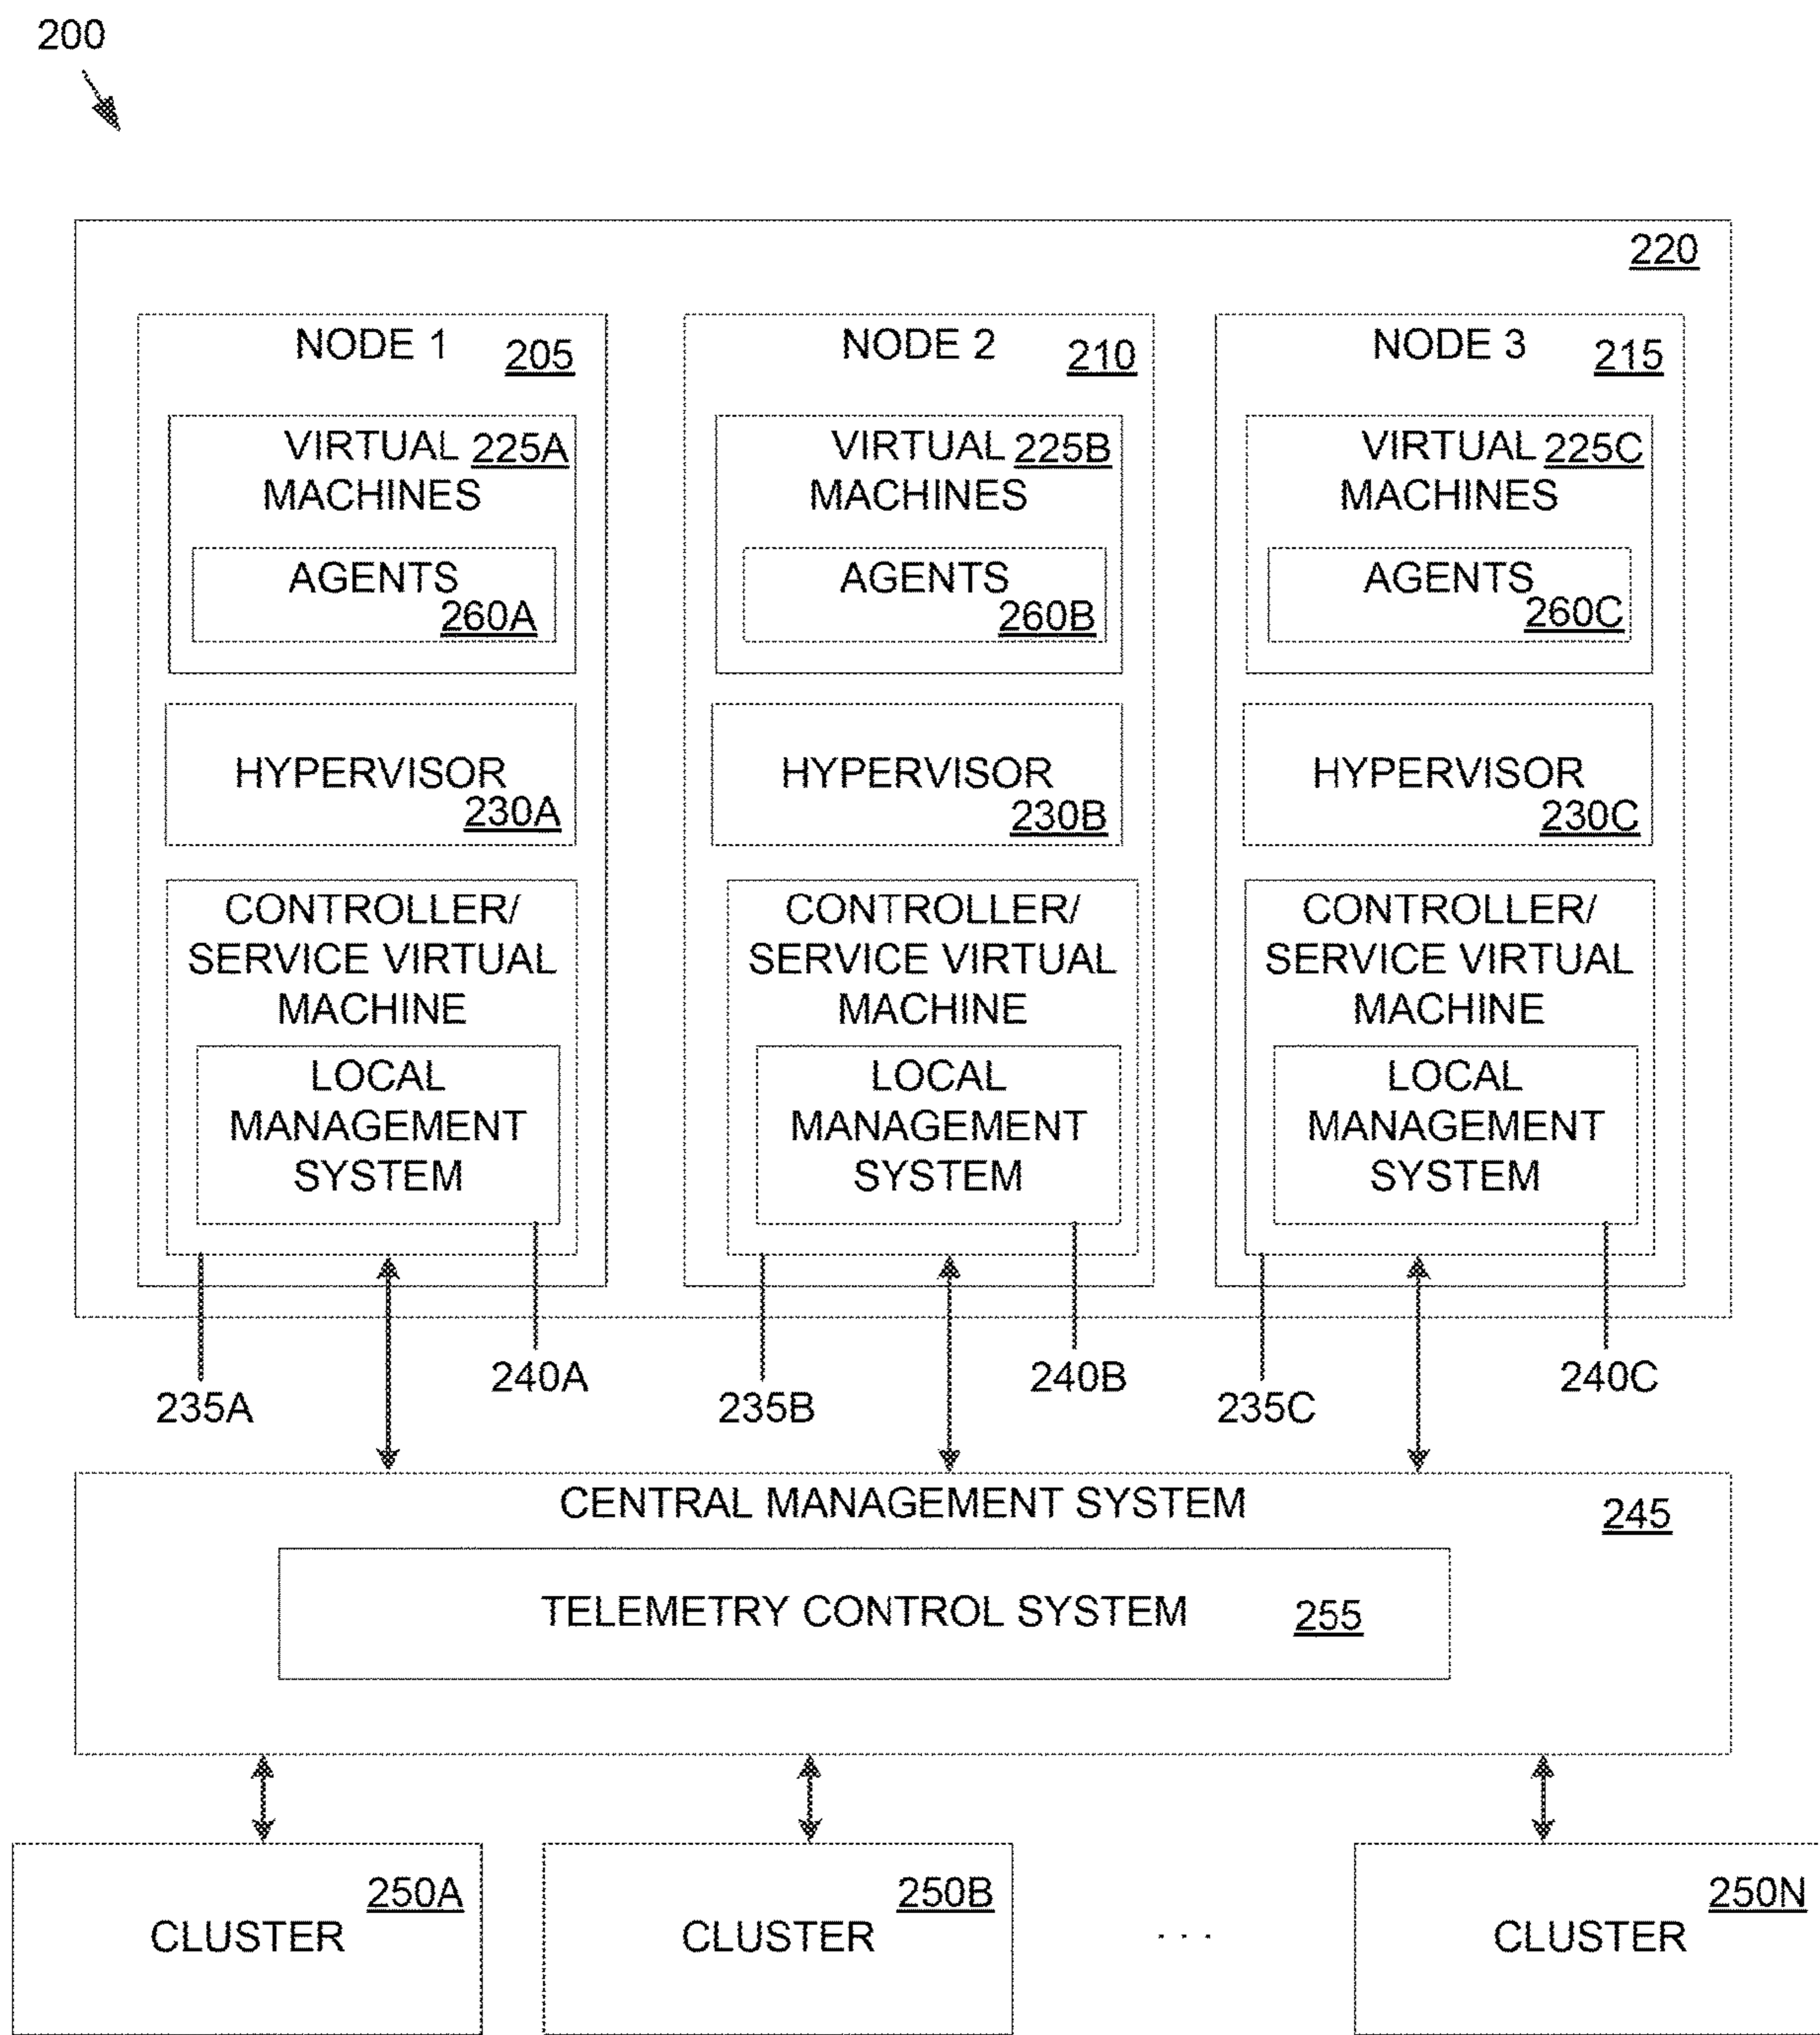 200
220
NODE 1 205
VIRTUAL 225A
MACHINES
AGENTS
260A
HYPERVISOR
230A
CONTROLLER/
SERVICE VIRTUAL
MACHINE
LOCAL
MANAGEMENT
SYSTEM
235A
240A
NODE 2 210
VIRTUAL 225B
MACHINES
AGENTS
260B
HYPERVISOR
230B
CONTROLLER/
SERVICE VIRTUAL
MACHINE
LOCAL
MANAGEMENT
SYSTEM
235B
240B
NODE 3 215
VIRTUAL 225C
MACHINES
AGENTS
260C
HYPERVISOR
230C
CONTROLLER/
SERVICE VIRTUAL
MACHINE
LOCAL
MANAGEMENT
SYSTEM
235C
240C
CENTRAL MANAGEMENT SYSTEM 245
TELEMETRY CONTROL SYSTEM 255
250A
CLUSTER
250B
CLUSTER
. . .
250N
CLUSTER